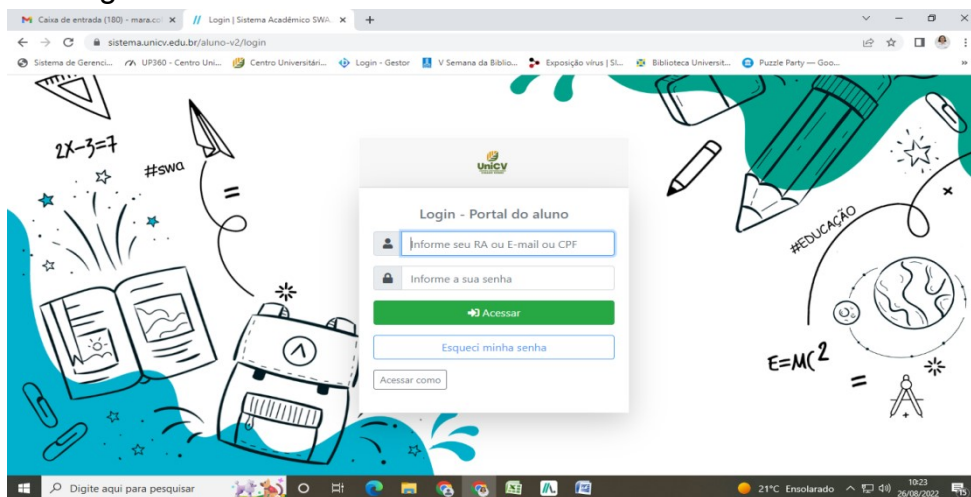 Caixa de entrada (180) - mara.co
Login | Sistema Acadêmico SWA
sistema.unicv.edu.br/aluno-v2/login
Sistema de Gerenci...
UP360 - Centro Uni...
Centro Universitári...
Login - Gestor
V Semana da Biblio...
Exposição vírus | Sl...
Biblioteca Universit...
Puzzle Party — Goo...
2X-3=7
#swa
=
UniCV
#EDUCAÇÃO
Login - Portal do aluno
Informe seu RA ou E-mail ou CPF
Informe a sua senha
Acessar
Esqueci minha senha
Acessar como
E=MC2
=
Digite aqui para pesquisar
21°C Ensolarado
10:23
26/08/2022